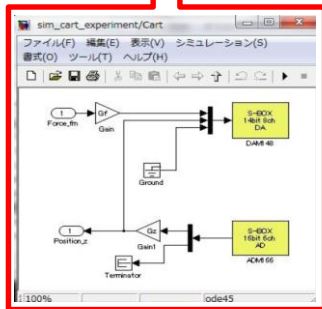 sim_cart_experiment/Cart
ファイル(F) 編集(E) 表示(V) シミュレーション(S)
書式(O) ツール(T) ヘルプ(H)
1
Force_fm
Gf
Gain
S-BOX
14bit 8ch
DA
DAMI 48
Ground
1
Position_z
Gz
Gain1
S-BOX
16bit 6ch
AD
ADMI 66
Terminator
100%
ode45